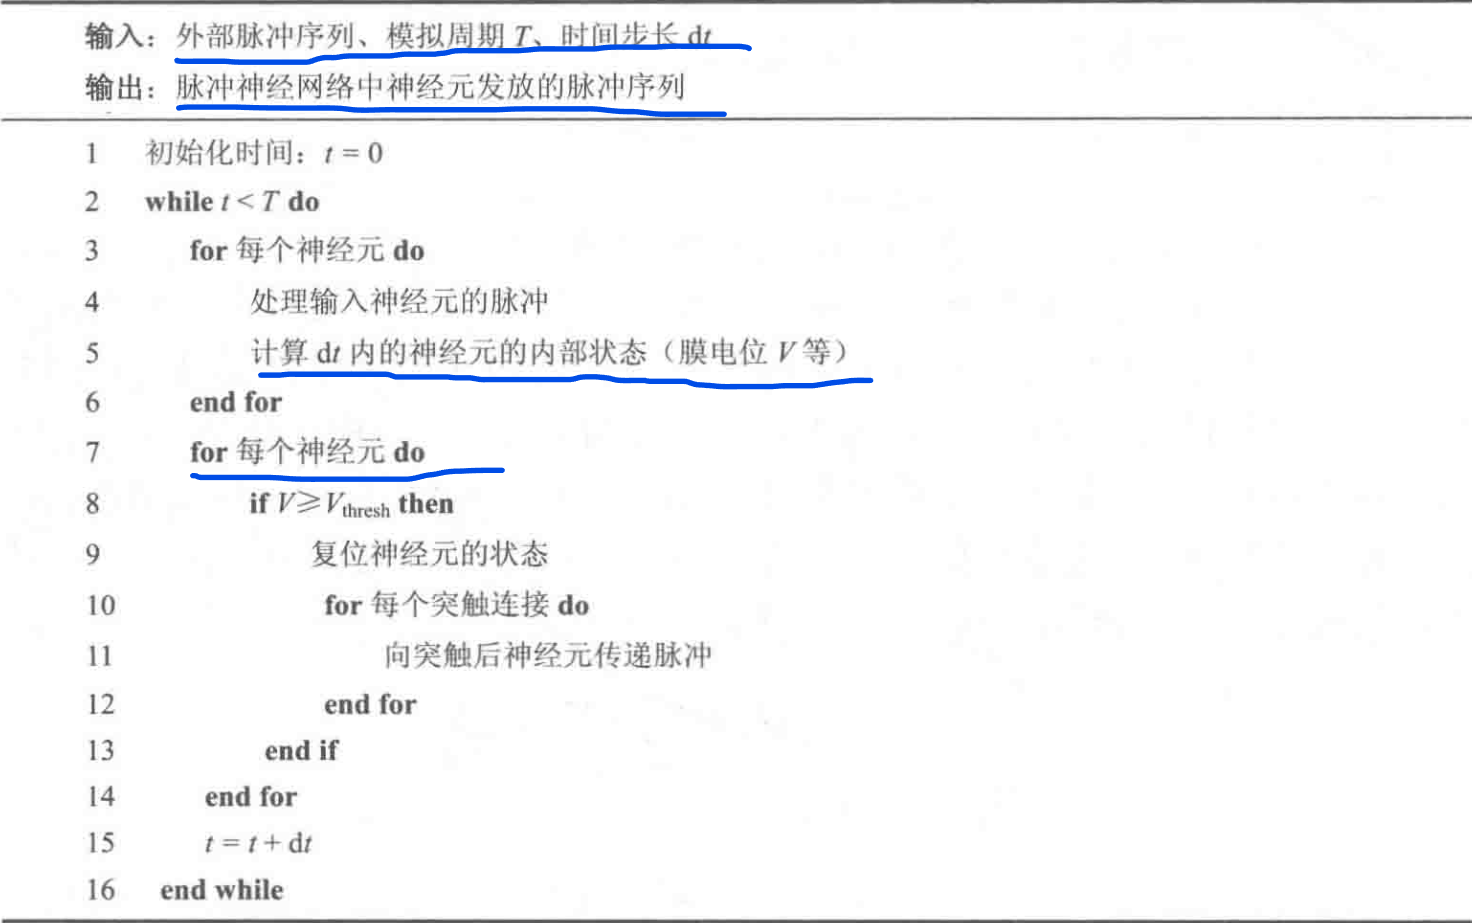 输入：外部脉冲序列、模拟周期 T、时间步长 dt
输出：脉冲神经网络中神经元发放的脉冲序列
1 初始化时间：t = 0
2 while t < T do
3 for 每个神经元 do
4 处理输入神经元的脉冲
5 计算 dt 内的神经元的内部状态（膜电位 V 等）
6 end for
7 for 每个神经元 do
8 if V≥Vthresh then
9 复位神经元的状态
10 for 每个突触连接 do
11 向突触后神经元传递脉冲
12 end for
13 end if
14 end for
15 t = t + dt
16 end while